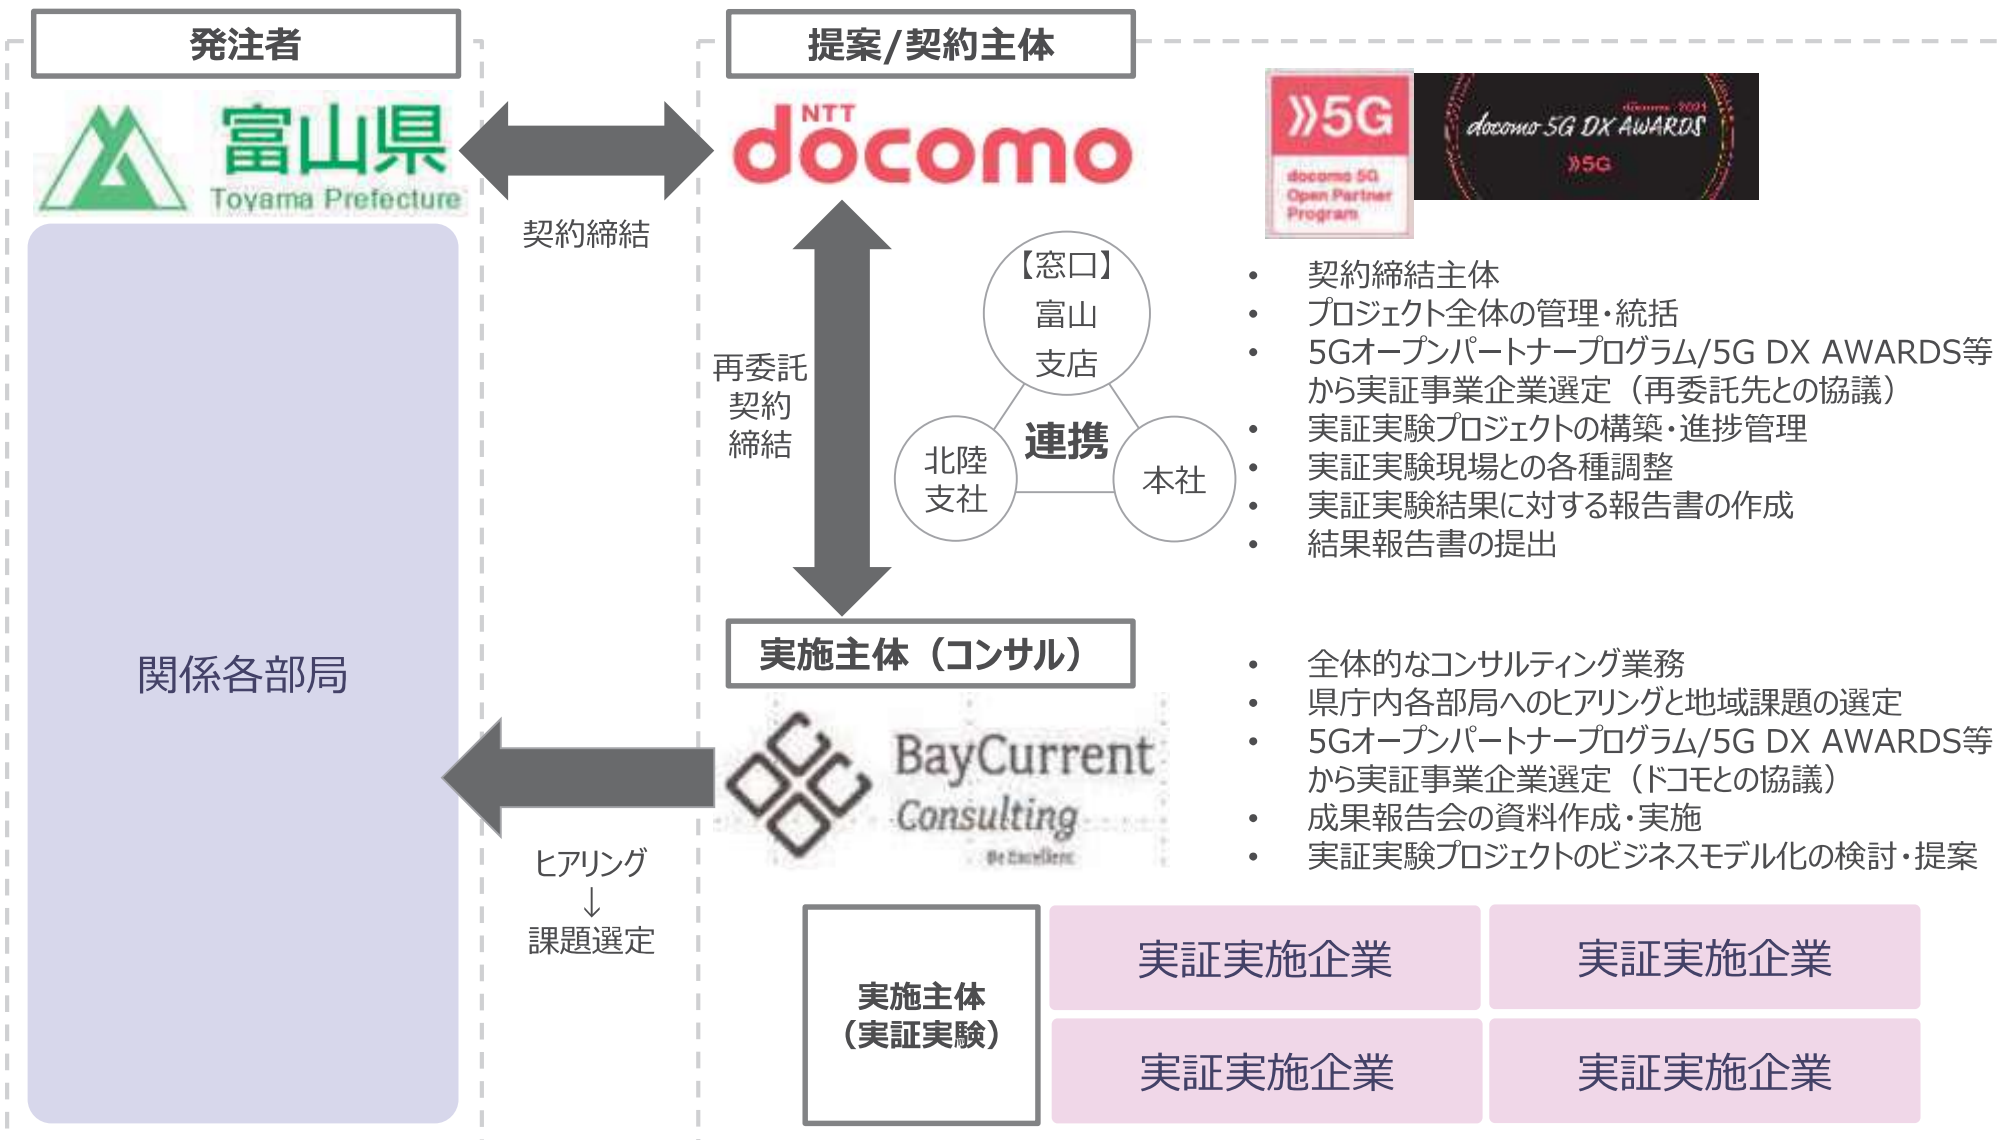 発注者
富山県
Toyama Prefecture
関係各部局
契約締結
提案/契約主体
NTT
döcomo
5G
docomo 5G
Open Partner
Program
docomo 2021
docomo 5G DX AWARDS
5G
再委託
契約
締結
【窓口】
富山
支店
連携
北陸
支社
本社
• 契約締結主体
• プロジェクト全体の管理・統括
• 5Gオープンパートナープログラム/5G DX AWARDS等
から実証事業企業選定（再委託先との協議）
• 実証実験プロジェクトの構築・進捗管理
• 実証実験現場との各種調整
• 実証実験結果に対する報告書の作成
• 結果報告書の提出
実施主体（コンサル）
BayCurrent
Consulting
Be Excellent
ヒアリング
↓
課題選定
• 全体的なコンサルティング業務
• 県庁内各部局へのヒアリングと地域課題の選定
• 5Gオープンパートナープログラム/5G DX AWARDS等
から実証事業企業選定（ドコモとの協議）
• 成果報告会の資料作成・実施
• 実証実験プロジェクトのビジネスモデル化の検討・提案
実施主体
（実証実験）
実証実施企業
実証実施企業
実証実施企業
実証実施企業